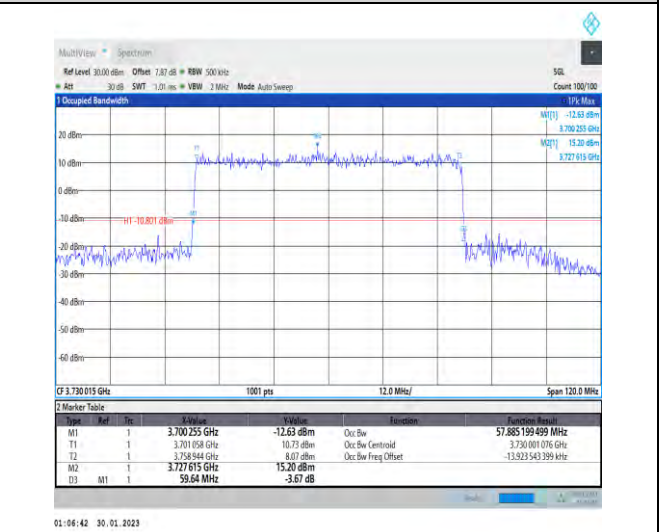 MultiView Spectrum
Ref Level 30.00 dBm Offset 7.87 dB RBW 500 kHz SGL
Att 30 dB SWT 1.01 ms VBW 2 MHz Mode Auto Sweep Count 100/100
1 Occupied Bandwidth 1Pk Max
M1[1] -12.63 dBm
3.700 255 GHz
20 dBm M2[1] 15.20 dBm
3.727 615 GHz
10 dBm
0 dBm
-10 dBm
H1 -10.801 dBm
-20 dBm
-30 dBm
-40 dBm
-50 dBm
-60 dBm
CF 3.730 015 GHz 1001 pts 12.0 MHz/ Span 120.0 MHz
2 Marker Table
Type Ref Trc X-Value Y-Value Function Function Result
M1 1 3.700 255 GHz -12.63 dBm Occ Bw 57.885 199 499 MHz
T1 1 3.701 058 GHz 10.73 dBm Occ Bw Centroid 3.730 001 076 GHz
T2 1 3.758 944 GHz 8.07 dBm Occ Bw Freq Offset -13.923 543 399 kHz
M2 1 3.727 615 GHz 15.20 dBm
D3 M1 1 59.64 MHz -3.67 dB
01:06:42 30.01.2023